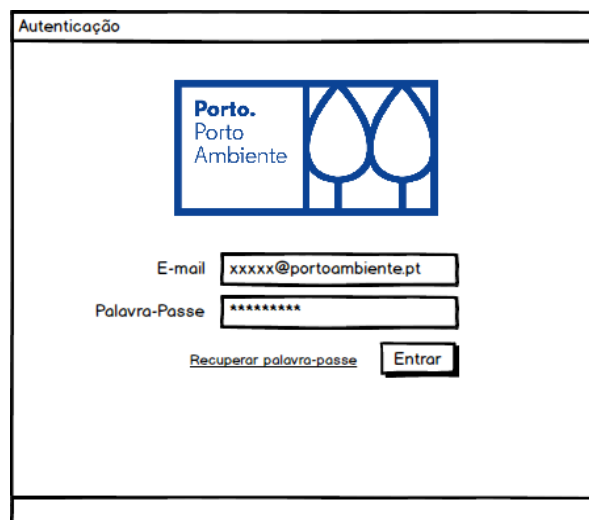 Autenticação
Porto.
Porto
Ambiente
E-mail
xxxxx@portoambiente.pt
Palavra-Passe
*********
Recuperar palavra-passe
Entrar